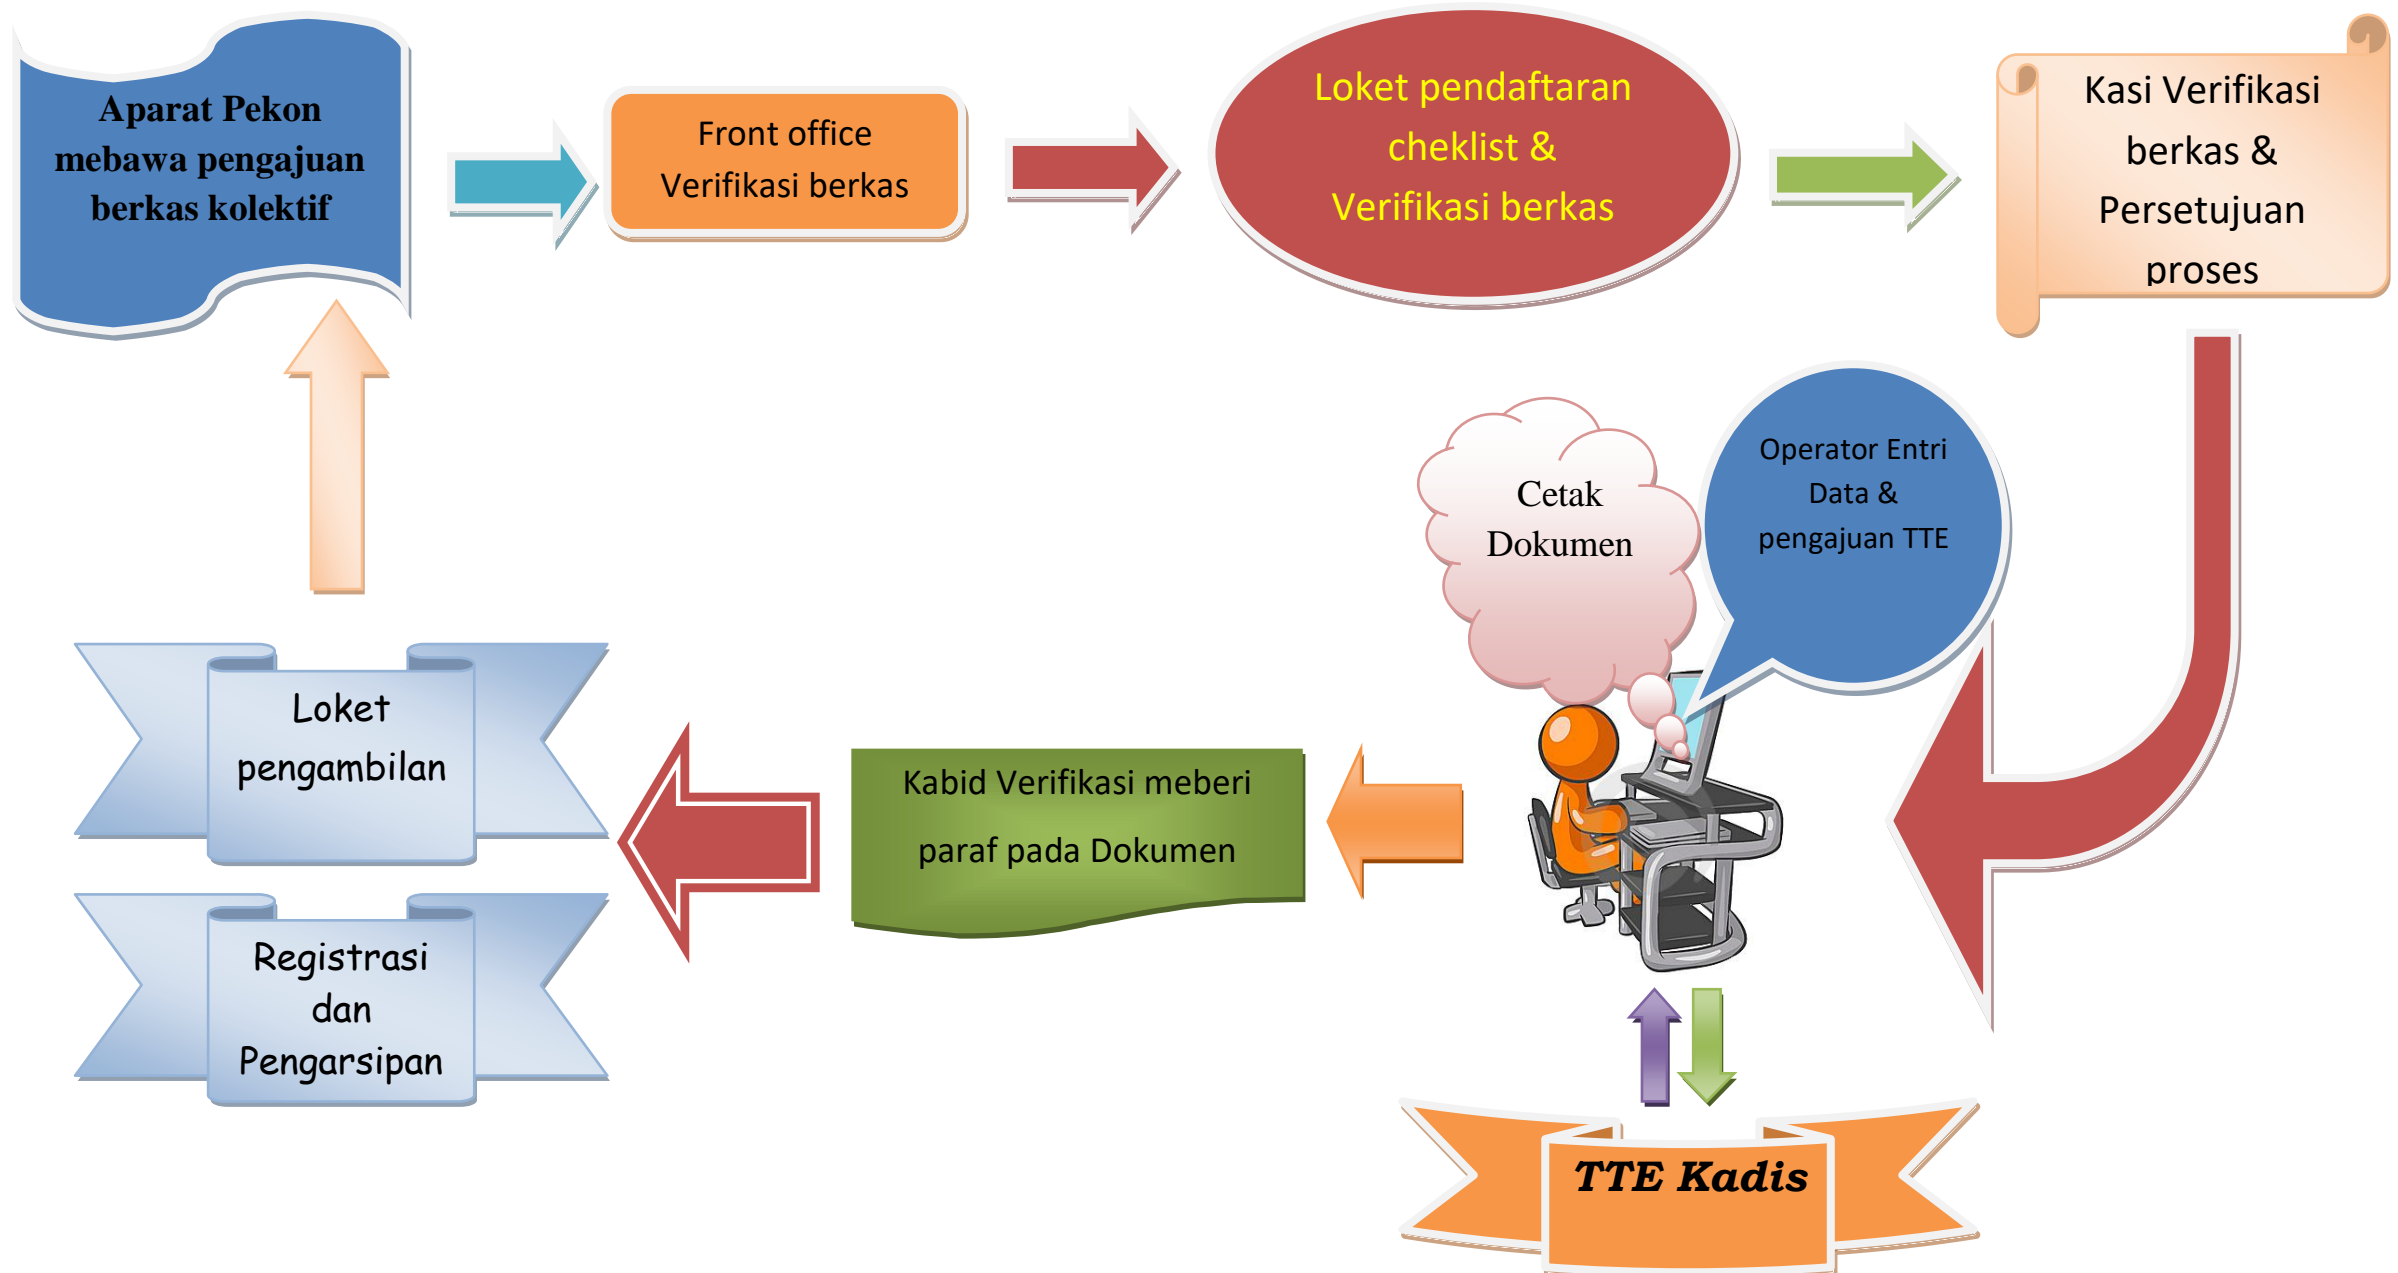 Aparat Pekon
mebawa pengajuan
berkas kolektif
Front office
Verifikasi berkas
Loket pendaftaran
cheklist &
Verifikasi berkas
Kasi Verifikasi
berkas &
Persetujuan
proses
Operator Entri
Data &
pengajuan TTE
Cetak
Dokumen
TTE Kadis
Kabid Verifikasi meberi
paraf pada Dokumen
Loket
pengambilan
Registrasi
dan
Pengarsipan